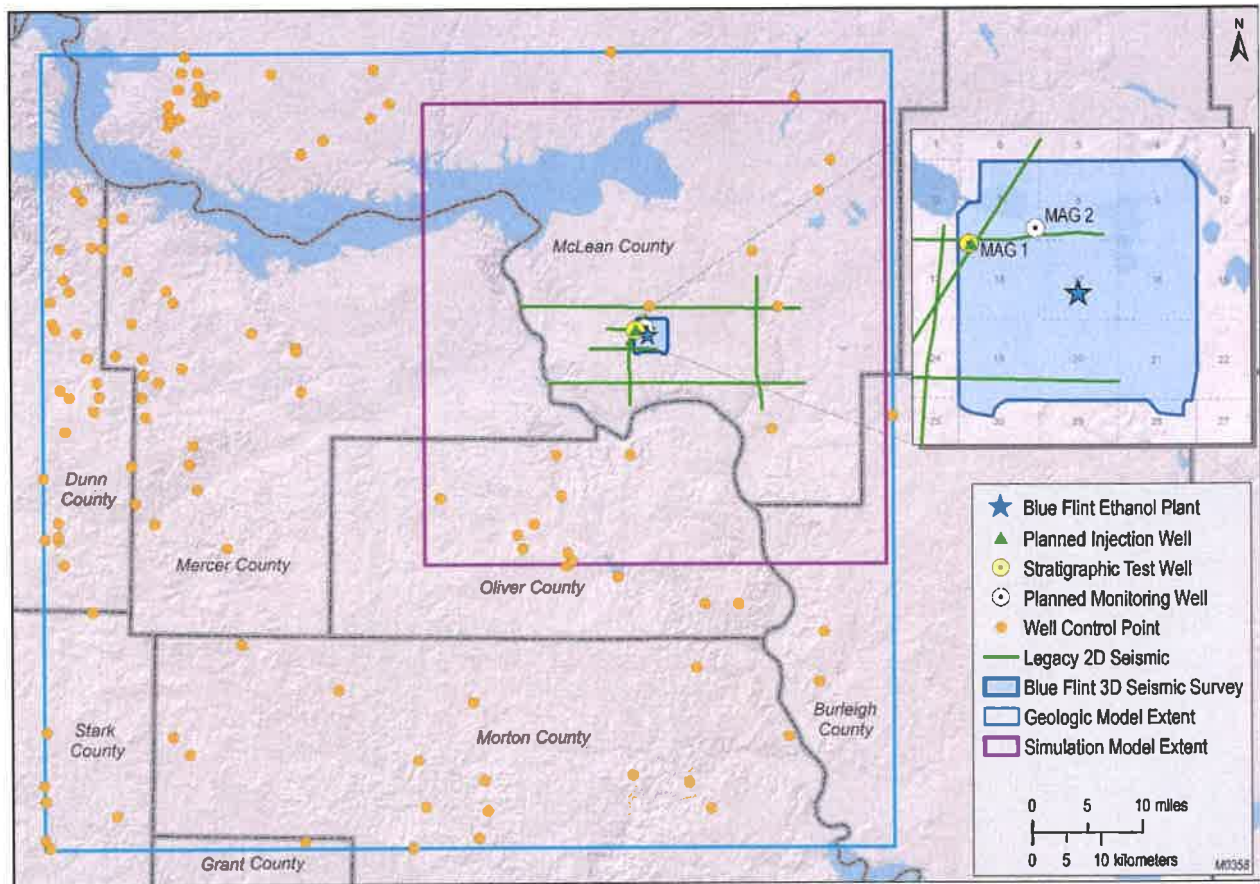 N
McLean County
MAG 2
MAG 1
Dunn
County
Mercer County
Oliver County
Stark
County
Morton County
Burleigh
County
Grant County
Blue Flint Ethanol Plant
Planned Injection Well
Stratigraphic Test Well
Planned Monitoring Well
Well Control Point
Legacy 2D Seismic
Blue Flint 3D Seismic Survey
Geologic Model Extent
Simulation Model Extent
0 5 10 miles
0 5 10 kilometers
M0358